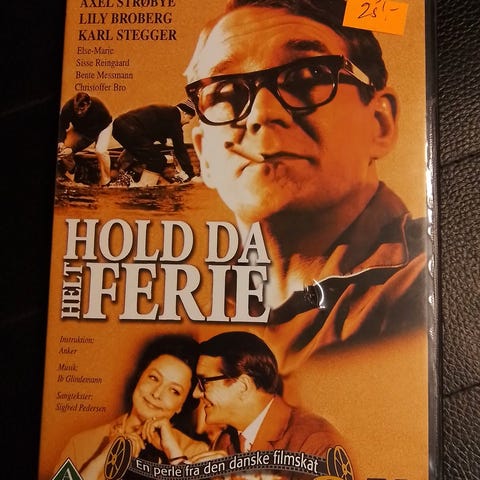 AXEL STRØBYE
LILY BROBERG
KARL STEGGER
Else-Marie
Sisse Reingaard
Bente Messmann
Christoffer Bro
25,-
HOLD DA
HELT
FERIE
Instruktion:
Anker
Musik:
Ib Glindemann
Sangtekster:
Sigfred Pedersen
En perle fra den danske filmskat
A